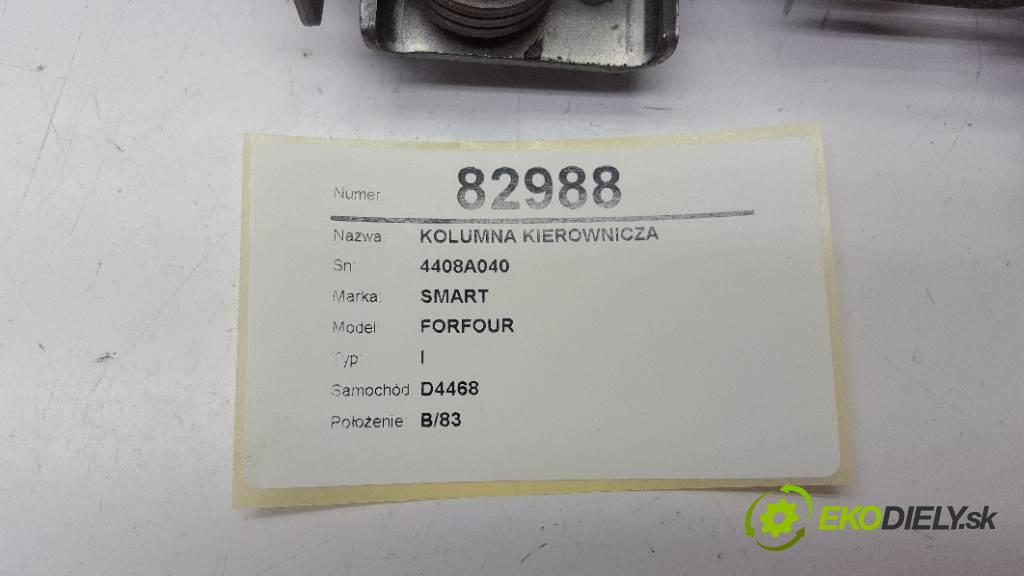 Numer: 82988
Nazwa: KOLUMNA KIEROWNICZA
Sn: 4408A040
Marka: SMART
Model: FORFOUR
Typ: I
Samochód D4468
Położenie B/83
EKODIELY.sk